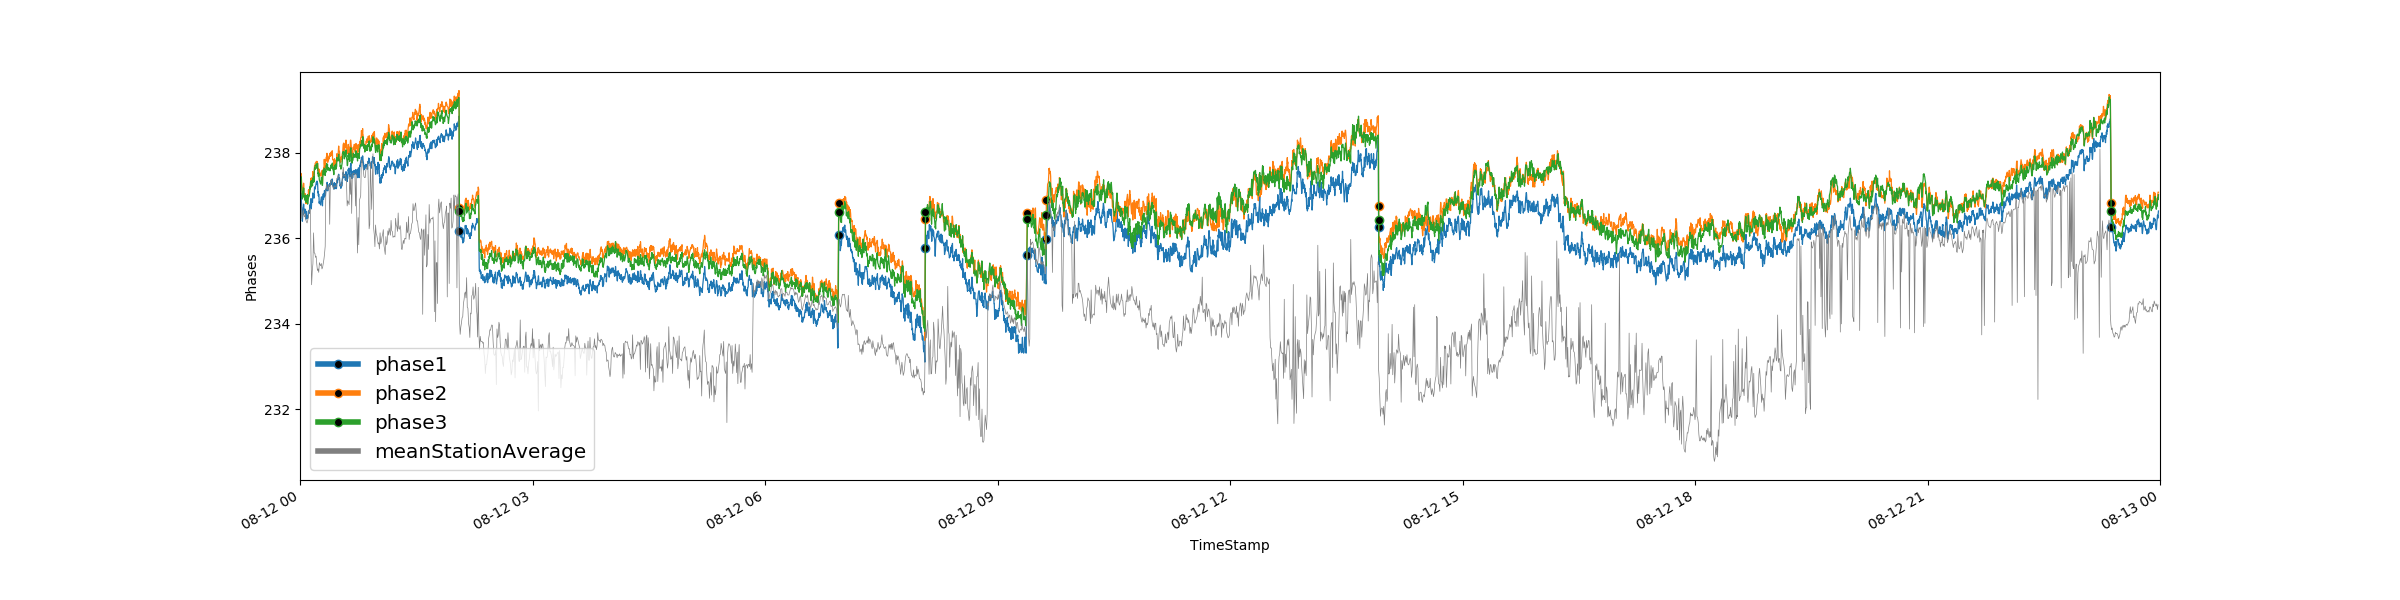 238
236
234
232
Phases
phase1
phase2
phase3
meanStationAverage
08-12 00
08-12 03
08-12 06
08-12 09
08-12 12
08-12 15
08-12 18
08-12 21
08-13 00
TimeStamp